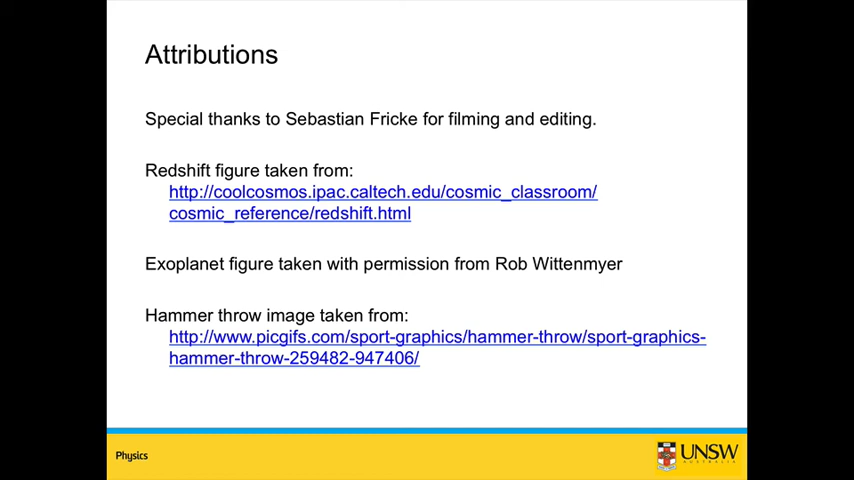 Attributions
Special thanks to Sebastian Fricke for filming and editing.
Redshift figure taken from:
http://coolcosmos.ipac.caltech.edu/cosmic_classroom/
cosmic_reference/redshift.html
Exoplanet figure taken with permission from Rob Wittenmyer
Hammer throw image taken from:
http://www.picgifs.com/sport-graphics/hammer-throw/sport-graphics-
hammer-throw-259482-947406/
Physics
UNSW
AUSTRALIA